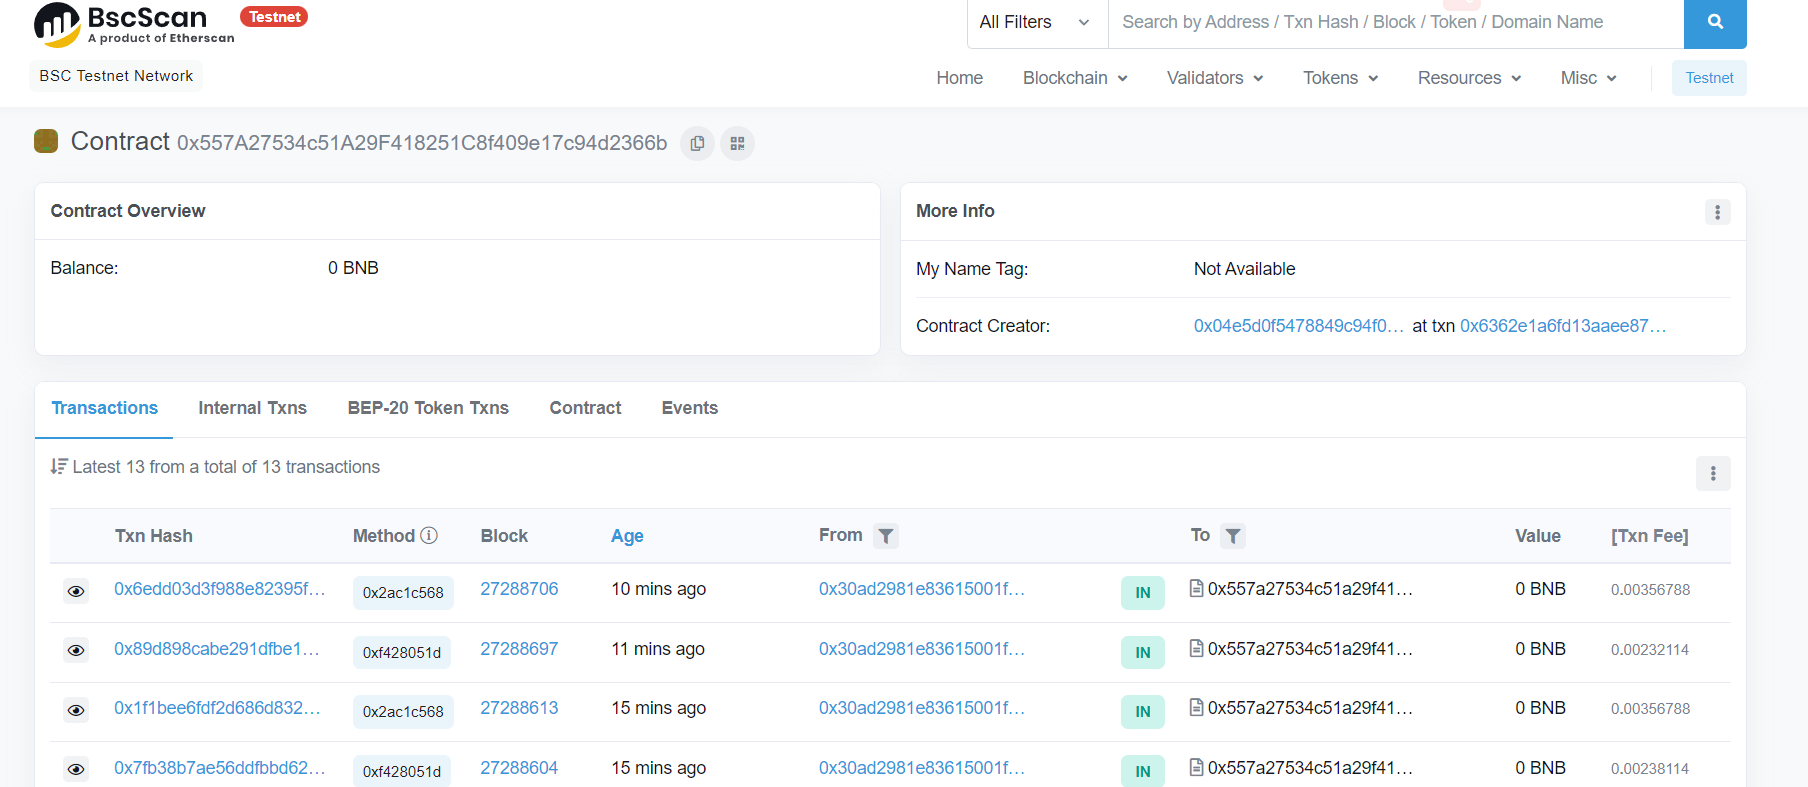 BscScan Testnet
A product of Etherscan
All Filters Search by Address / Txn Hash / Block / Token / Domain Name
BSC Testnet Network
Home Blockchain Validators Tokens Resources Misc Testnet
Contract 0x557A27534c51A29F418251C8f409e17c94d2366b
Contract Overview
Balance: 0 BNB
More Info
My Name Tag: Not Available
Contract Creator: 0x04e5d0f5478849c94f0... at txn 0x6362e1a6fd13aaee87...
Transactions Internal Txns BEP-20 Token Txns Contract Events
Latest 13 from a total of 13 transactions
Txn Hash Method Block Age From To Value [Txn Fee]
0x6edd03d3f988e82395f... 0x2ac1c568 27288706 10 mins ago 0x30ad2981e83615001f... IN 0x557a27534c51a29f41... 0 BNB 0.00356788
0x89d898cabe291dfbe1... 0xf428051d 27288697 11 mins ago 0x30ad2981e83615001f... IN 0x557a27534c51a29f41... 0 BNB 0.00232114
0x1f1bee6fdf2d686d832... 0x2ac1c568 27288613 15 mins ago 0x30ad2981e83615001f... IN 0x557a27534c51a29f41... 0 BNB 0.00356788
0x7fb38b7ae56ddfbbd62... 0xf428051d 27288604 15 mins ago 0x30ad2981e83615001f... IN 0x557a27534c51a29f41... 0 BNB 0.00238114